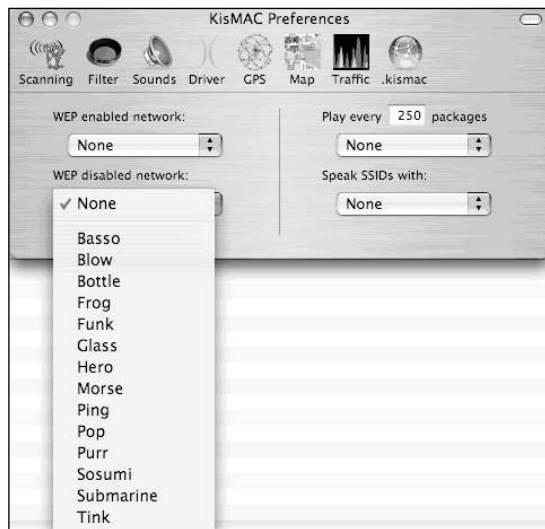 KisMAC Preferences
Scanning Filter Sounds Driver GPS Map Traffic .kismac
WEP enabled network:
None
WEP disabled network:
None
Basso
Blow
Bottle
Frog
Funk
Glass
Hero
Morse
Ping
Pop
Purr
Sosumi
Submarine
Tink
Play every 250 packages
None
Speak SSIDs with:
None